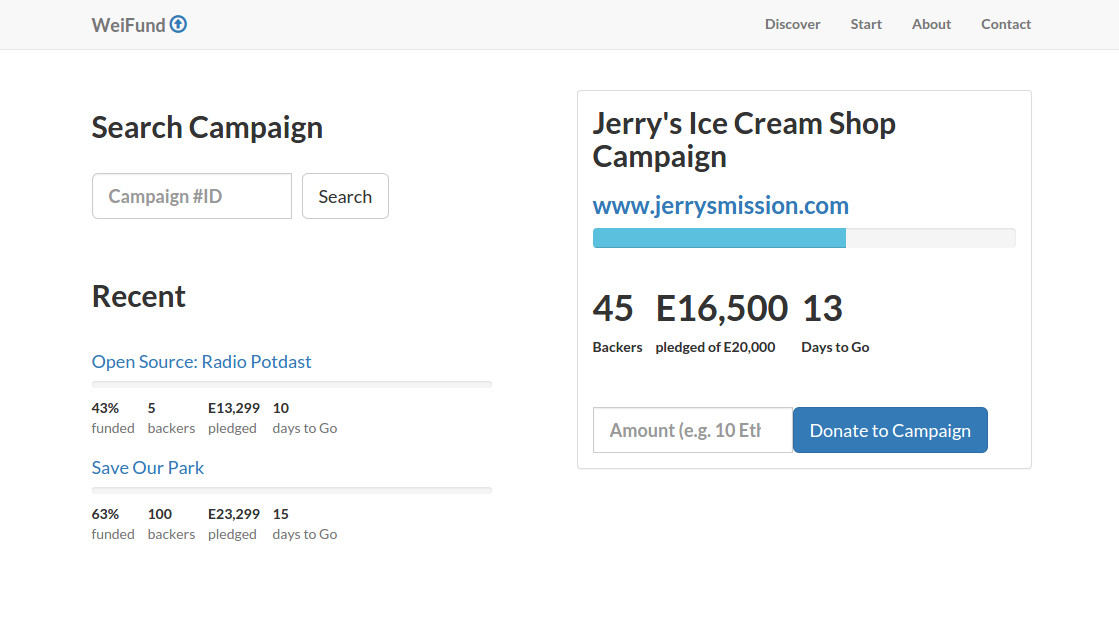 WeiFund
Discover Start About Contact
Search Campaign
Campaign #ID Search
Recent
Open Source: Radio Potdast
43% 5 E13,299 10
funded backers pledged days to Go
Save Our Park
63% 100 E23,299 15
funded backers pledged days to Go
Jerry's Ice Cream Shop
Campaign
www.jerrysmission.com
45 E16,500 13
Backers pledged of E20,000 Days to Go
Amount (e.g. 10 Eth Donate to Campaign